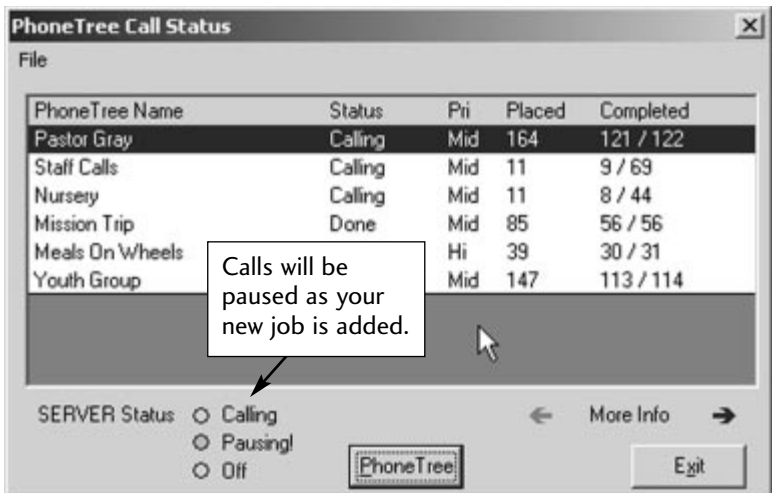 PhoneTree Call Status
File
PhoneTree Name Status Pri Placed Completed
Pastor Gray Calling Mid 164 121 / 122
Staff Calls Calling Mid 11 9 / 69
Nursery Calling Mid 11 8 / 44
Mission Trip Done Mid 85 56 / 56
Meals On Wheels Hi 39 30 / 31
Youth Group Mid 147 113 / 114
Calls will be
paused as your
new job is added.
SERVER Status Calling More Info
Pausing!
Off PhoneTree Exit